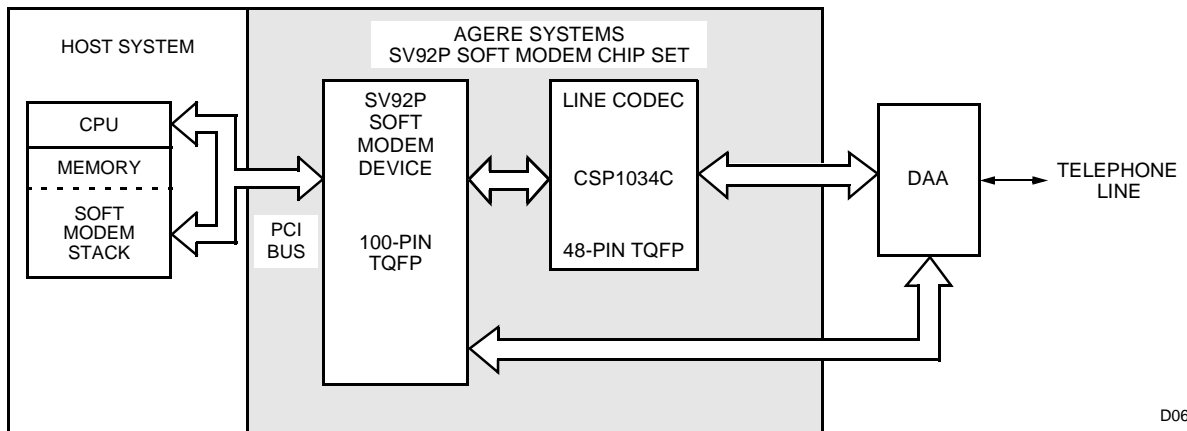 HOST SYSTEM
AGERE SYSTEMS
SV92P SOFT MODEM CHIP SET
CPU
MEMORY
SOFT
MODEM
STACK
PCI
BUS
SV92P
SOFT
MODEM
DEVICE
100-PIN
TQFP
LINE CODEC
CSP1034C
48-PIN TQFP
DAA
TELEPHONE
LINE
D06